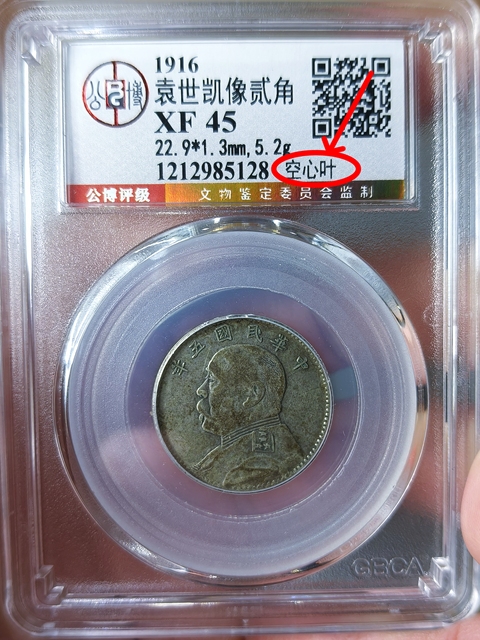 1916
公博
袁世凯像贰角
XF 45
22.9*1.3mm,5.2g
1212985128 空心叶
公博评级 文物鉴定委员会监制
中華民國五年
GBCA